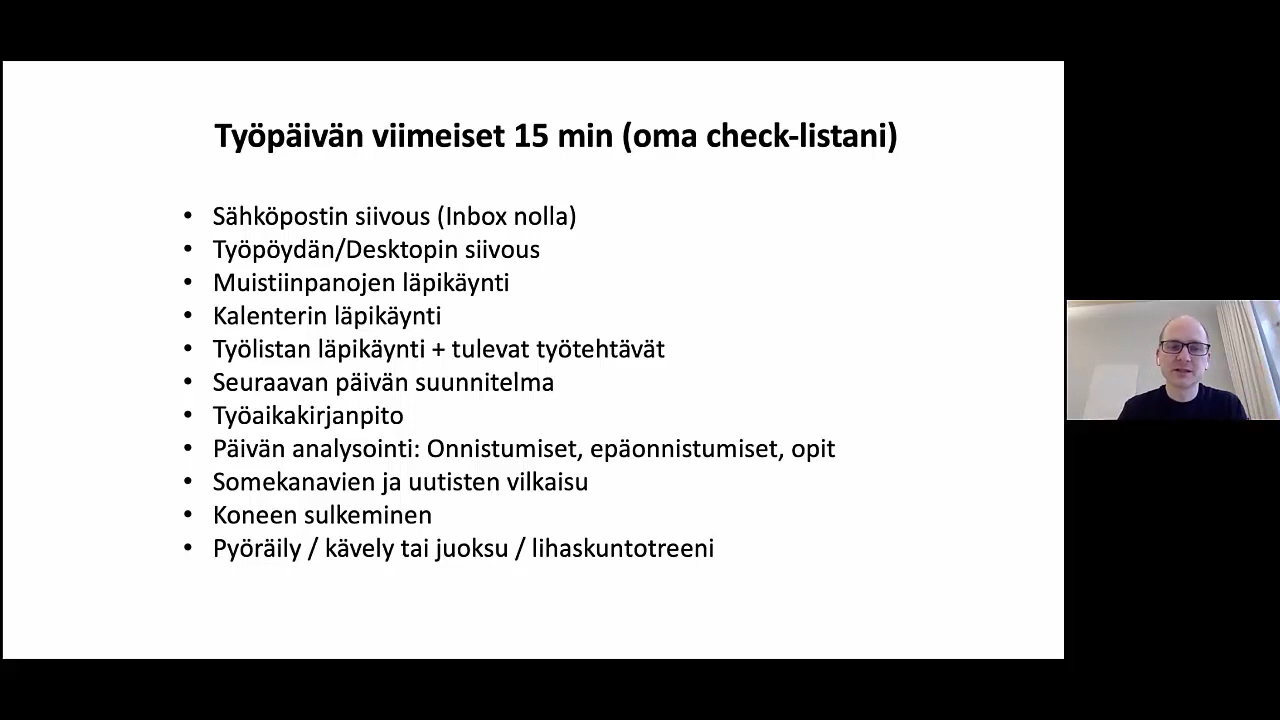 Työpäivän viimeiset 15 min (oma check-listani)
• Sähköpostin siivous (Inbox nolla)
• Työpöydän/Desktopin siivous
• Muistiinpanojen läpikäynti
• Kalenterin läpikäynti
• Työlistan läpikäynti + tulevat työtehtävät
• Seuraavan päivän suunnitelma
• Työaikakirjanpito
• Päivän analysointi: Onnistumiset, epäonnistumiset, opit
• Somekanavien ja uutisten vilkaisu
• Koneen sulkeminen
• Pyöräily / kävely tai juoksu / lihaskuntotreeni